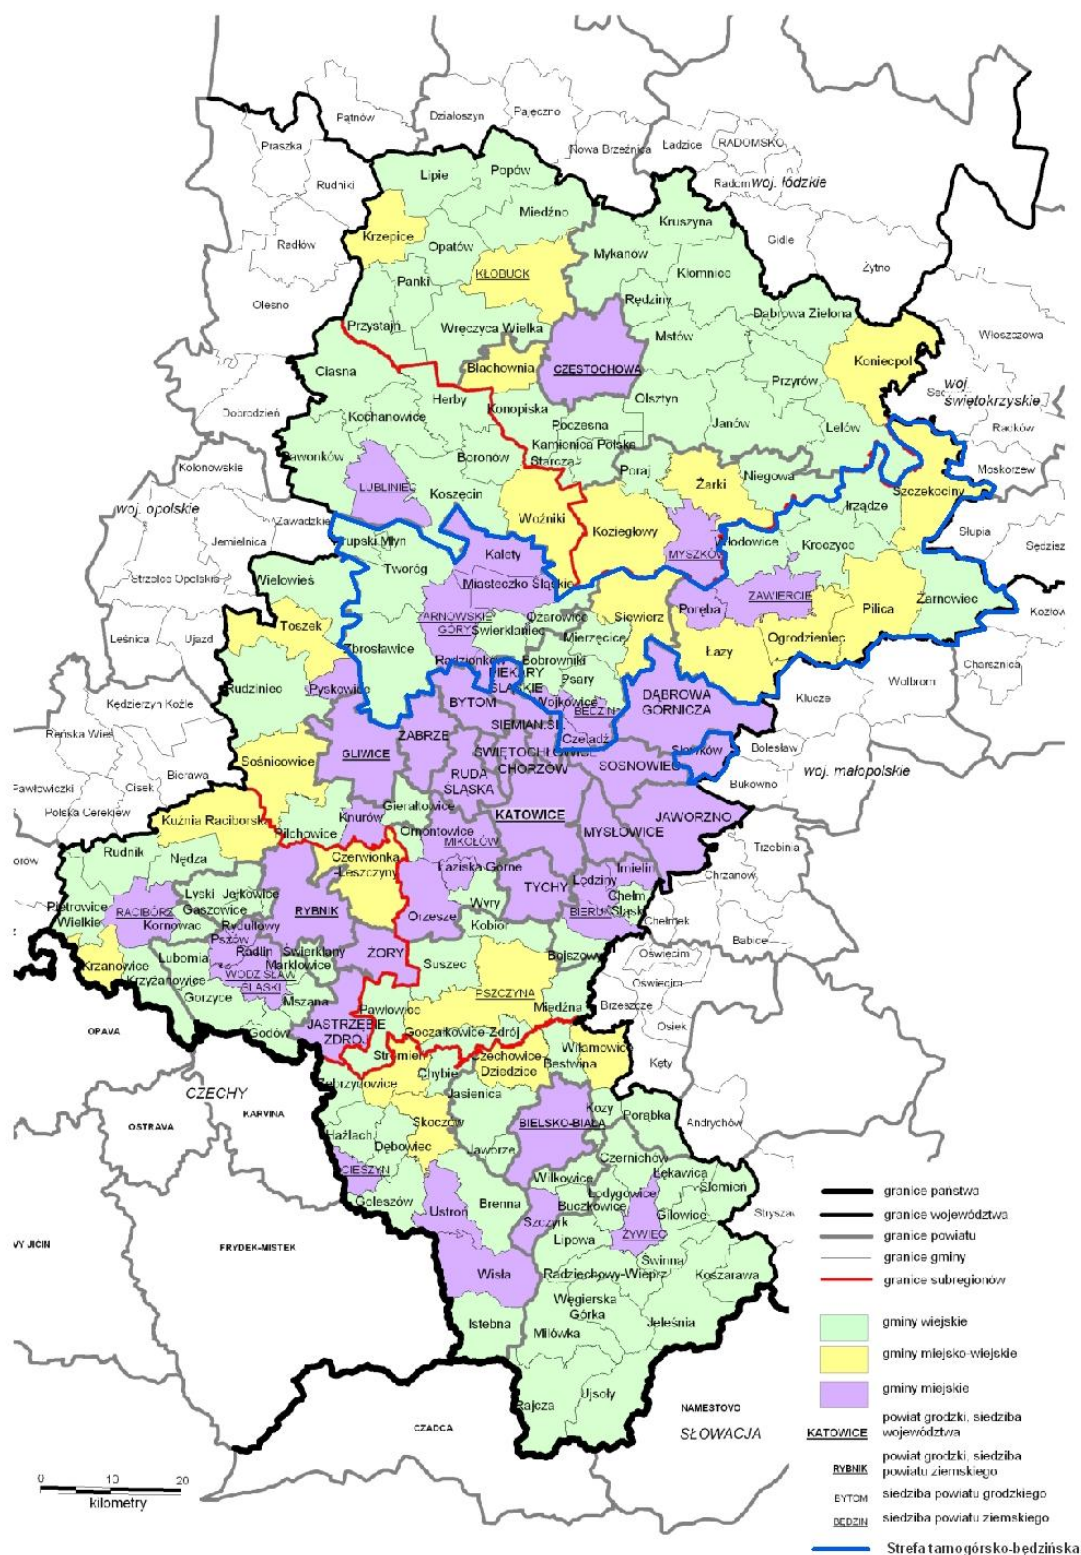 Pątnów
Działoszyn
Pajęczno
Praszka
Nowa Brzeźnica
Ładzice
RADOMSKO
Rudniki
Lipie
Popów
woj. łódzkie
Miedźno
Kruszyna
Krzepice
Radłów
Opatów
Mykanów
Gidle
Żytno
Kłomnice
KŁOBUCK
Panki
Olesno
Rędziny
Dąbrowa Zielona
Przystajń
Wręczyca Wielka
Mstów
Włoszczowa
Koniecpol
Ciasna
Blachownia
CZĘSTOCHOWA
Przyrów
woj.
świętokrzyskie
Herby
Olsztyn
Dobrodzień
Kochanowice
Konopiska
Poczesna
Janów
Lelów
Radków
Kamienica Polska
Pawonków
Boronów
Starcza
Kolonowskie
Poraj
Moskorzew
LUBLINIEC
Żarki
Niegowa
Szczekociny
Koszęcin
woj. opolskie
Woźniki
Irządze
Zawadzkie
Koziegłowy
Słupia
Jemielnica
Krupski Młyn
Włodowice
Kroczyce
Kalety
MYSZKÓW
Tworóg
Strzelce Opolskie
Wielowieś
Miasteczko Śląskie
ZAWIERCIE
Żarnowiec
Poręba
Pilica
TARNOWSKIE
GÓRY
Ożarowice
Siewierz
Toszek
Świerklaniec
Mierzęcice
Leśnica
Ujazd
Ogrodzieniec
Zbrosławice
Łazy
Radzionków
Bobrowniki
Charsznica
PIEKARY
ŚLĄSKIE
Psary
Rudziniec
Pyskowice
Wolbrom
DĄBROWA
GÓRNICZA
Klucze
BYTOM
Wojkowice
BĘDZIN
Kędzierzyn Koźle
SIEMIAN.ŚL.
ZABRZE
Czeladź
Reńska Wieś
GLIWICE
ŚWIĘTOCHŁOWICE
Sławków
Bolesław
Sośnicowice
CHORZÓW
SOSNOWIEC
woj. małopolskie
Bierawa
RUDA
ŚLĄSKA
Bukowno
Pawłowiczki
Cisek
Gierałtowice
Polska Cerekiew
KATOWICE
JAWORZNO
Kuźnia Raciborska
Knurów
Pilchowice
Ornontowice
MYSŁOWICE
MIKOŁÓW
Trzebinia
Rudnik
Nędza
Czerwionka
-Leszczyny
Łaziska Górne
Imielin
Chrzanów
Lędziny
TYCHY
Lyski
Jejkowice
Chełm
Śląski
Wyry
Gaszowice
RYBNIK
Orzesze
BIERUŃ
Pietrowice
Wielkie
RACIBÓRZ
Kornowac
Rydułtowy
Kobiór
Chełmek
Pszów
Babice
Radlin
Świerklany
ŻORY
Lubomia
Marklowice
Bojszowy
Oświęcim
Krzanowice
Suszec
WODZISŁAW
ŚLĄSKI
Krzyżanowice
Oświęcim
PSZCZYNA
Gorzyce
Mszana
Pawłowice
Miedźna
Brzeszcze
JASTRZĘBIE
ZDRÓJ
Osiek
OPAVA
Godów
Goczałkowice Zdrój
Strumień
Wilamowice
Kęty
Czechowice
Dziedzice
Bestwina
Zebrzydowice
Chybie
CZECHY
Jasienica
KARVINA
Kozy
Porąbka
Skoczów
BIELSKO-BIAŁA
Andrychów
OSTRAVA
Hażlach
Dębowiec
Jaworze
Czernichów
CIESZYN
Łękawica
Wilkowice
Ślemień
Goleszów
Brenna
Łodygowice
Buczkowice
Ustroń
Gilowice
Szczyrk
Lipowa
ŻYWIEC
VY JICIN
FRYDEK-MISTEK
Świnna
Wisła
Radziechowy-Wieprz
Koszarawa
Węgierska
Górka
Istebna
Jeleśnia
Milówka
Ujsoły
Rajcza
CZADCA
NAMESTOVO
SŁOWACJA
granice państwa
granice województwa
granice powiatu
granice gminy
granice subregionów
gminy wiejskie
gminy miejsko-wiejskie
gminy miejskie
KATOWICE
powiat grodzki, siedziba
województwa
RYBNIK
powiat grodzki, siedziba
powiatu ziemskiego
BYTOM
siedziba powiatu grodzkiego
BĘDZIN
siedziba powiatu ziemskiego
Strefa tarnogórsko-będzińska
0 10 20
kilometry